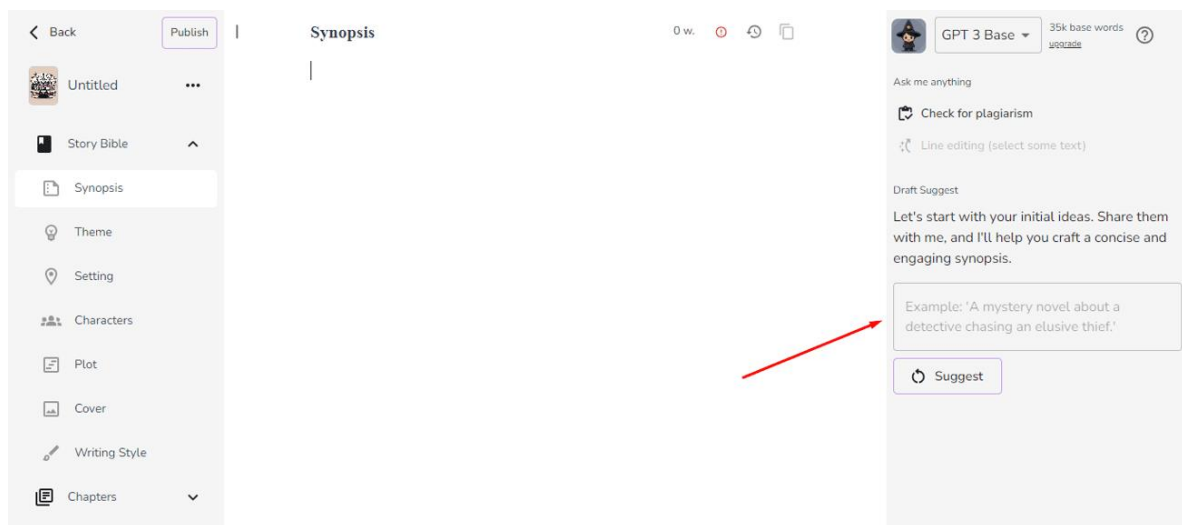 Back
Publish
Untitled
Story Bible
Synopsis
Theme
Setting
Characters
Plot
Cover
Writing Style
Chapters
Synopsis
0 w.
GPT 3 Base
35k base words
upgrade
Ask me anything
Check for plagiarism
Line editing (select some text)
Draft Suggest
Let's start with your initial ideas. Share them
with me, and I'll help you craft a concise and
engaging synopsis.
Example: 'A mystery novel about a
detective chasing an elusive thief.'
Suggest